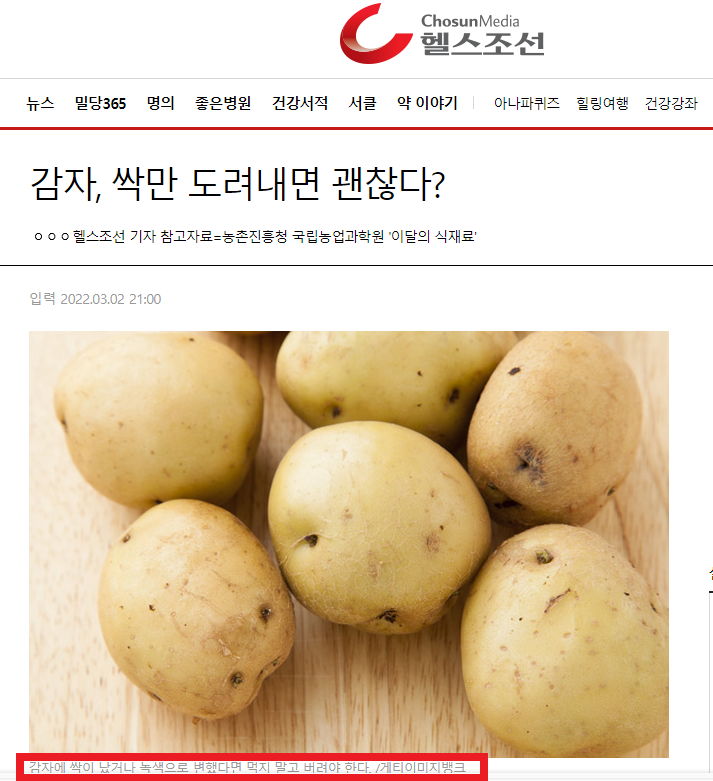 ChosunMedia
헬스조선
뉴스 밀당365 명의 좋은병원 건강서적 서클 약 이야기 아나파퀴즈 힐링여행 건강강좌
감자, 싹만 도려내면 괜찮다?
ㅇㅇㅇ헬스조선 기자 참고자료=농촌진흥청 국립농업과학원 '이달의 식재료'
입력 2022.03.02 21:00
감자에 싹이 났거나 녹색으로 변했다면 먹지 말고 버려야 한다. /게티이미지뱅크